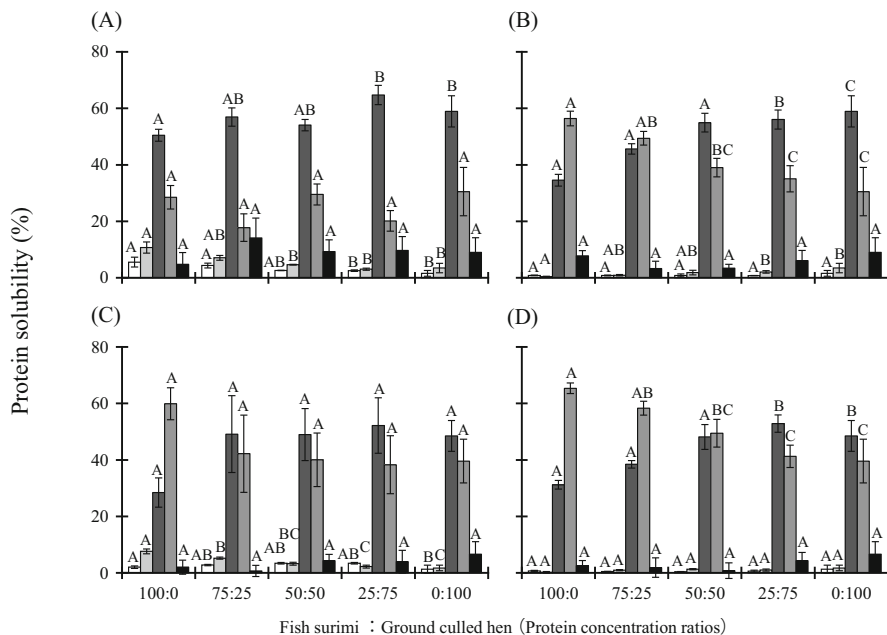 (A)
(B)
80
60
40
20
0
A A A A A
A AB AB A A
AB B AB A A
B B B A A
B B B A A
A A A A A
A AB A AB A
A AB A BC A
A B B C A
A B C C A
(C)
(D)
80
60
40
20
0
A A A A A
AB B A A A
AB BC A A A
AB C A A A
B C A A A
A A A A A
A A A AB A
A A A BC A
A A B C A
A A B C A
100:0 75:25 50:50 25:75 0:100
100:0 75:25 50:50 25:75 0:100
Protein solubility (%)
Fish surimi : Ground culled hen (Protein concentration ratios)